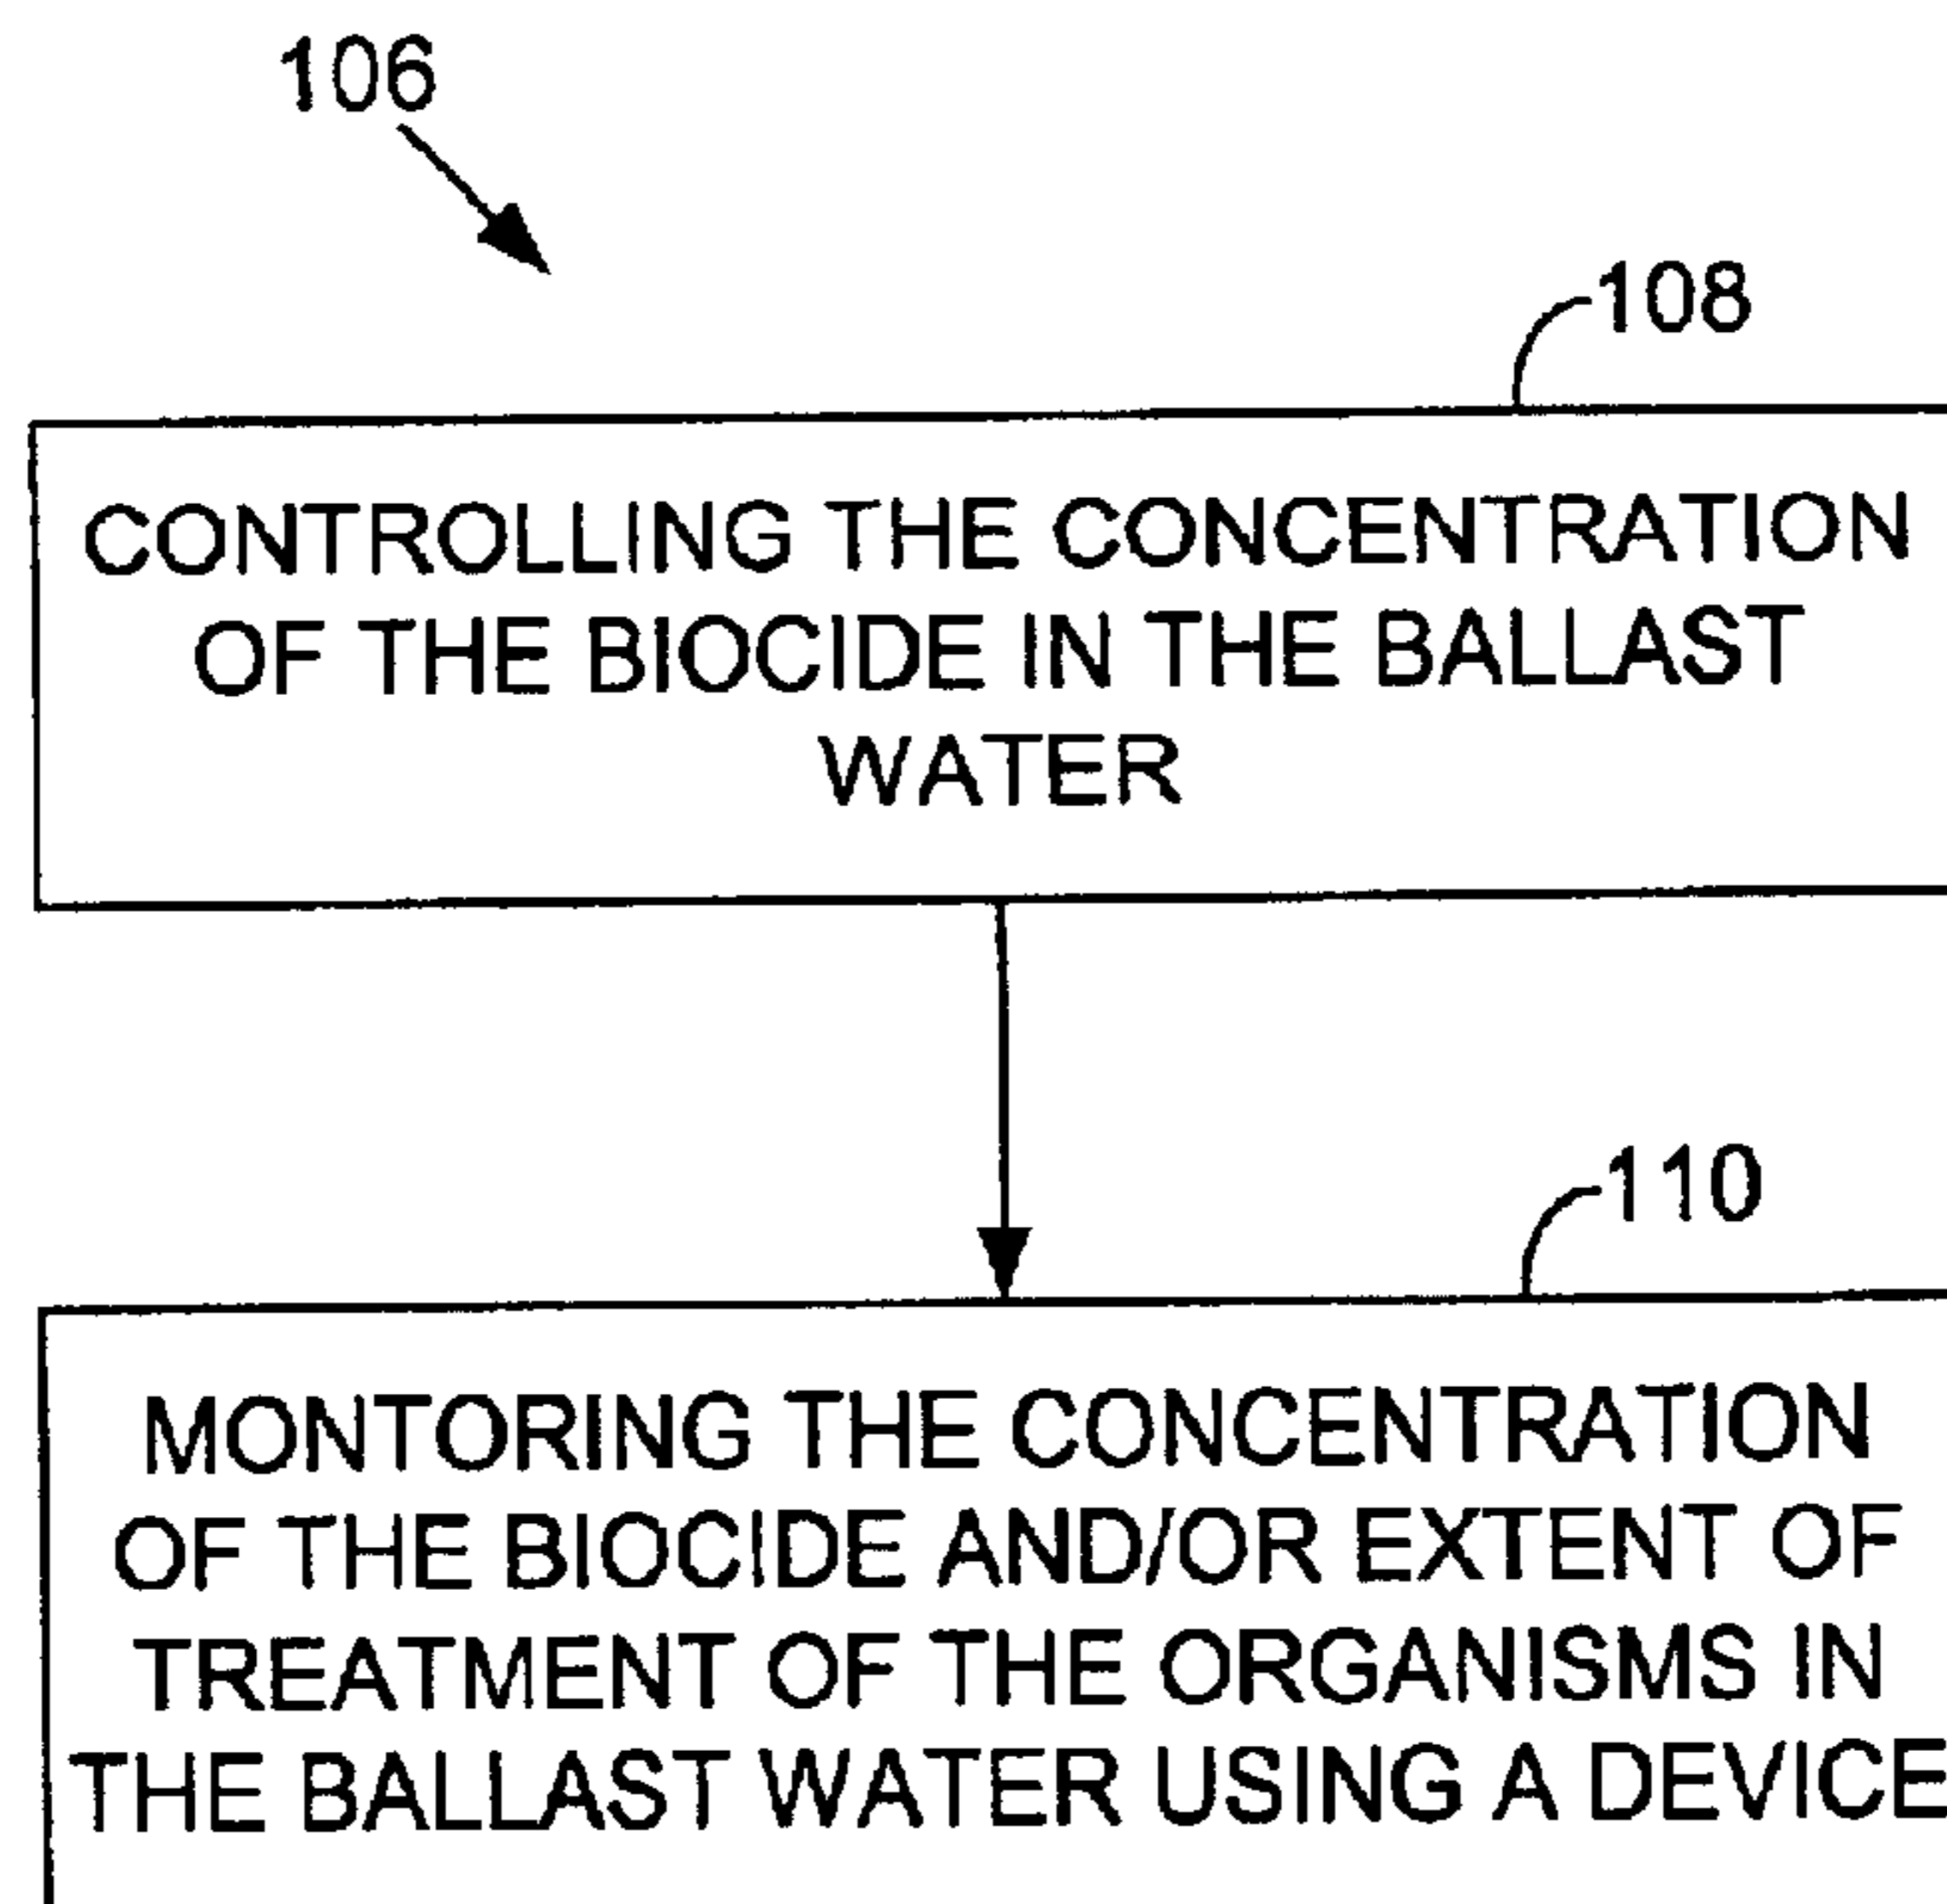 106
108
CONTROLLING THE CONCENTRATION
OF THE BIOCIDE IN THE BALLAST
WATER
110
MONTORING THE CONCENTRATION
OF THE BIOCIDE AND/OR EXTENT OF
TREATMENT OF THE ORGANISMS IN
THE BALLAST WATER USING A DEVICE